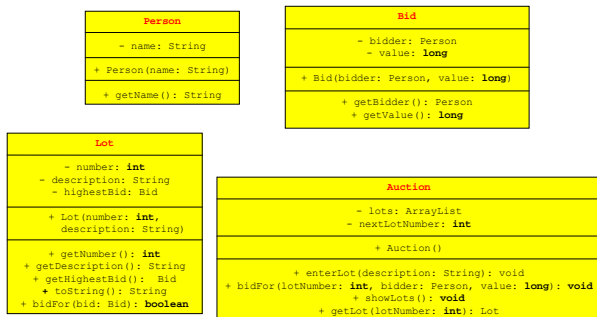 Person
- name: String
+ Person(name: String)
+ getName(): String
Bid
- bidder: Person
- value: long
+ Bid(bidder: Person, value: long)
+ getBidder(): Person
+ getValue(): long
Lot
- number: int
- description: String
- highestBid: Bid
+ Lot(number: int,
description: String)
+ getNumber(): int
+ getDescription(): String
+ getHighestBid(): Bid
+ toString(): String
+ bidFor(bid: Bid): boolean
Auction
- lots: ArrayList
- nextLotNumber: int
+ Auction()
+ enterLot(description: String): void
+ bidFor(lotNumber: int, bidder: Person, value: long): void
+ showLots(): void
+ getLot(lotNumber: int): Lot